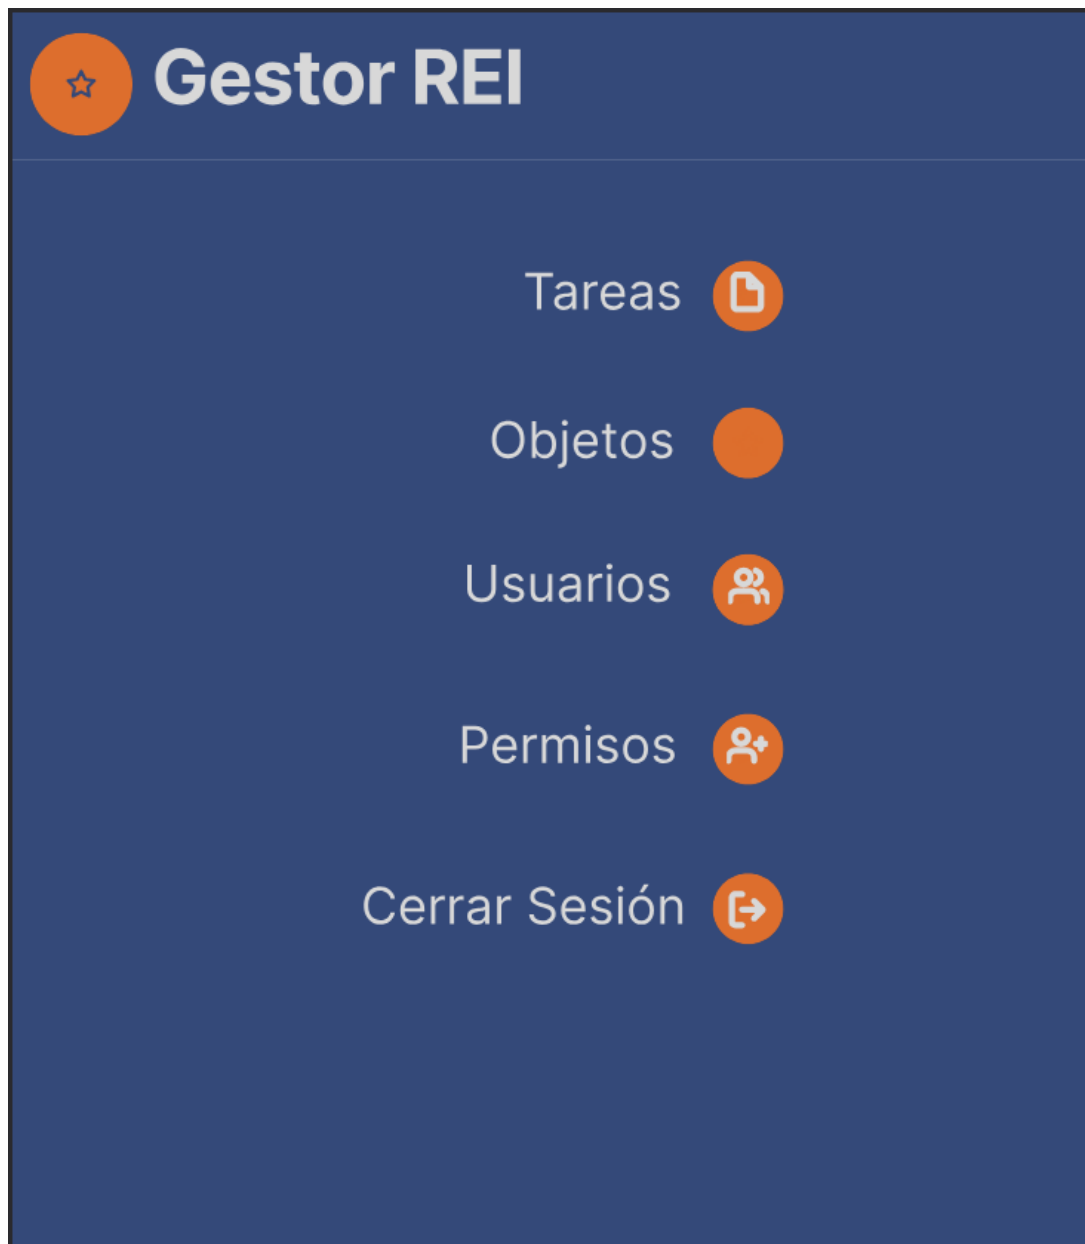 Gestor REI
Tareas
Objetos
Usuarios
Permisos
Cerrar Sesión